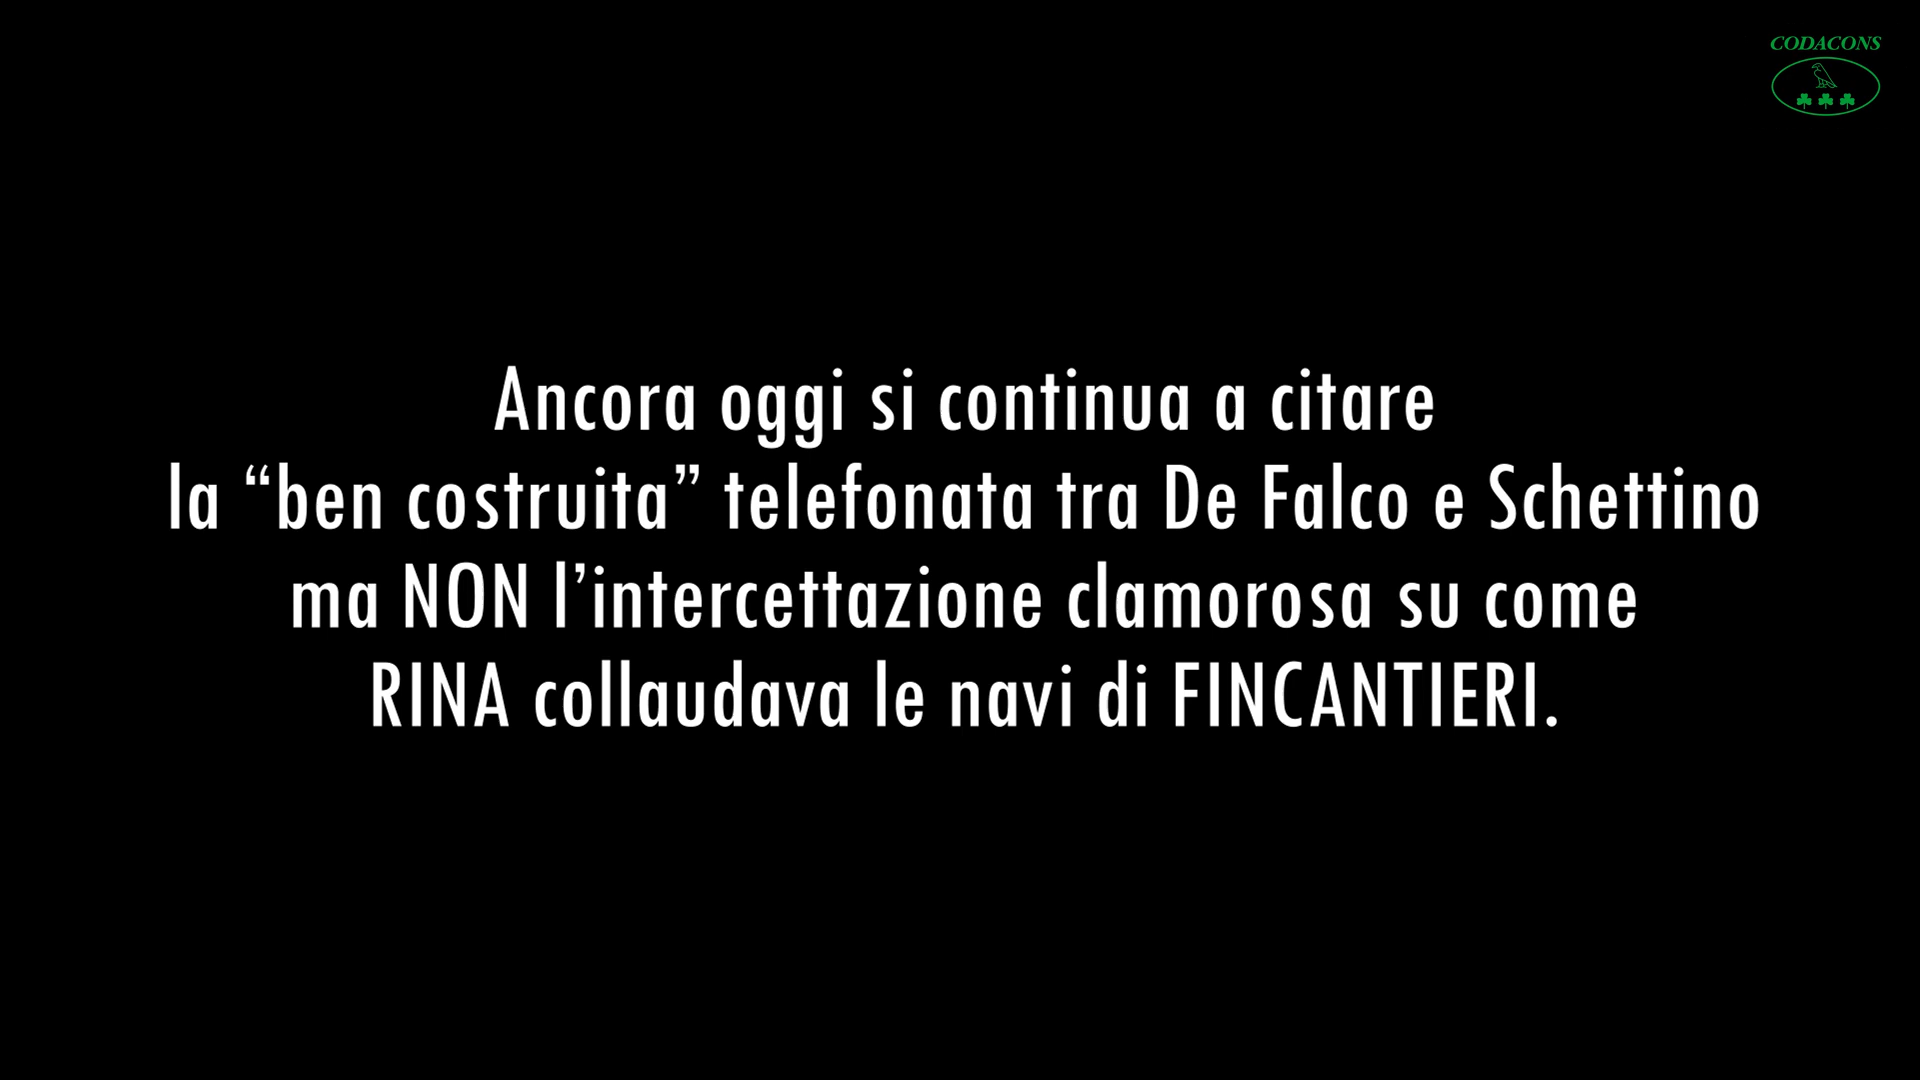 CODACONS
Ancora oggi si continua a citare
la “ben costruita” telefonata tra De Falco e Schettino
ma NON l’intercettazione clamorosa su come
RINA collaudava le navi di FINCANTIERI.